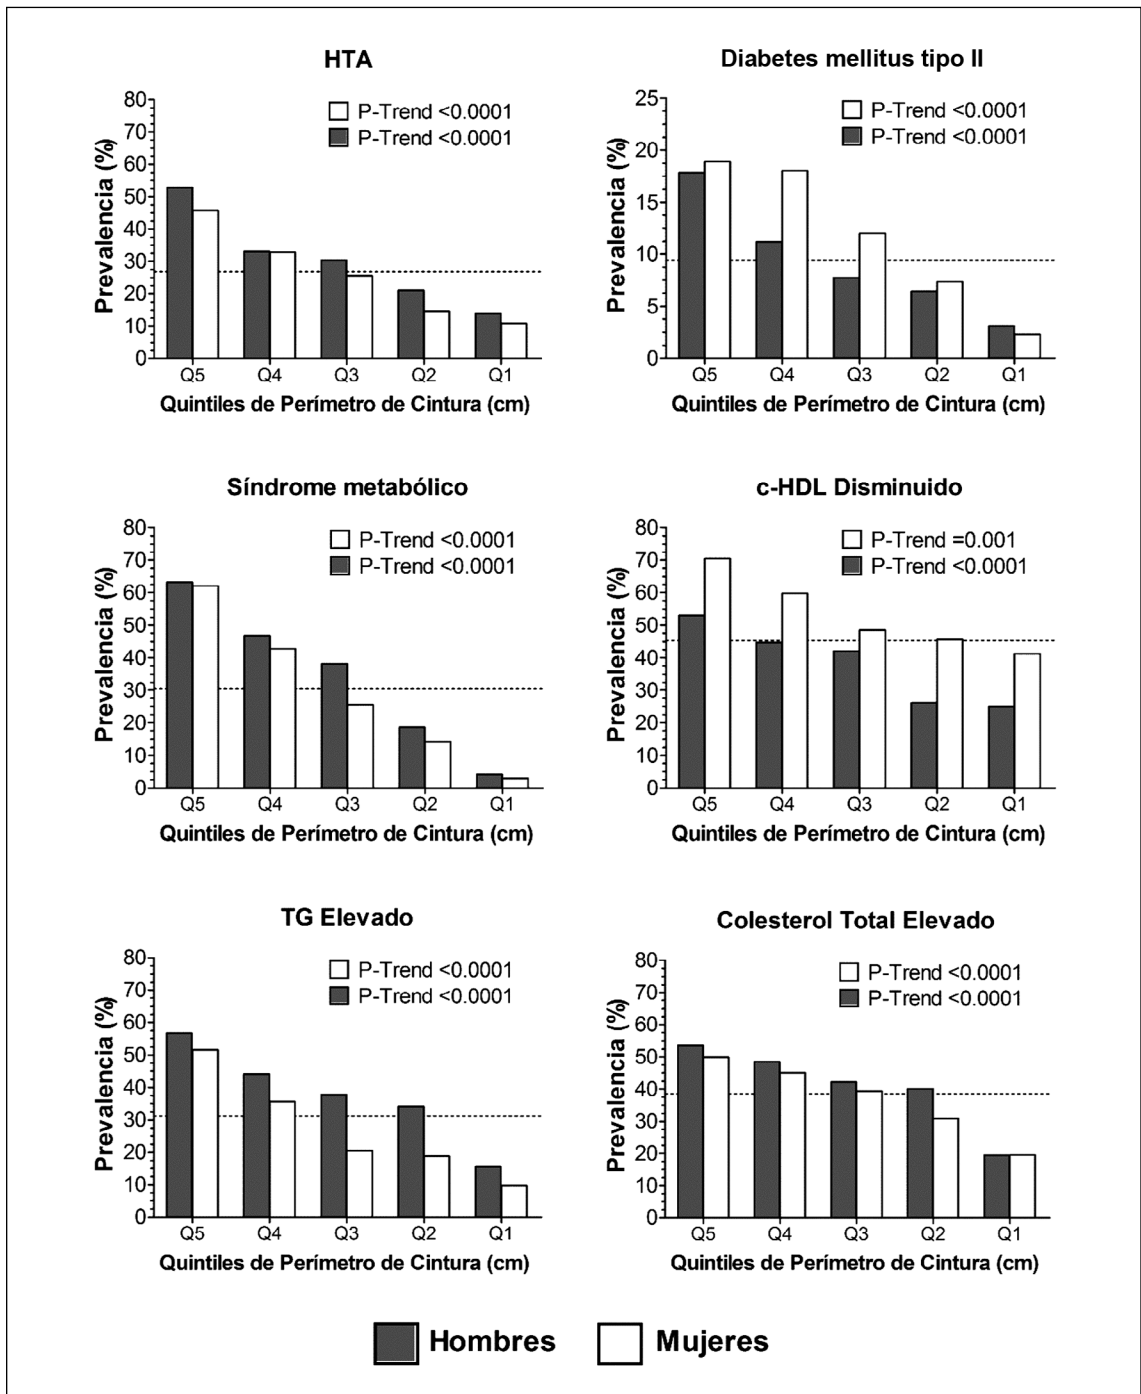 HTA
80
70
60
50
40
30
20
10
0
Prevalencia (%)
P-Trend <0.0001
P-Trend <0.0001
Q5 Q4 Q3 Q2 Q1
Quintiles de Perímetro de Cintura (cm)
Diabetes mellitus tipo II
25
20
15
10
5
0
Prevalencia (%)
P-Trend <0.0001
P-Trend <0.0001
Q5 Q4 Q3 Q2 Q1
Quintiles de Perímetro de Cintura (cm)
Síndrome metabólico
80
70
60
50
40
30
20
10
0
Prevalencia (%)
P-Trend <0.0001
P-Trend <0.0001
Q5 Q4 Q3 Q2 Q1
Quintiles de Perímetro de Cintura (cm)
c-HDL Disminuido
80
70
60
50
40
30
20
10
0
Prevalencia (%)
P-Trend =0.001
P-Trend <0.0001
Q5 Q4 Q3 Q2 Q1
Quintiles de Perímetro de Cintura (cm)
TG Elevado
80
70
60
50
40
30
20
10
0
Prevalencia (%)
P-Trend <0.0001
P-Trend <0.0001
Q5 Q4 Q3 Q2 Q1
Quintiles de Perímetro de Cintura (cm)
Colesterol Total Elevado
80
70
60
50
40
30
20
10
0
Prevalencia (%)
P-Trend <0.0001
P-Trend <0.0001
Q5 Q4 Q3 Q2 Q1
Quintiles de Perímetro de Cintura (cm)
Hombres Mujeres